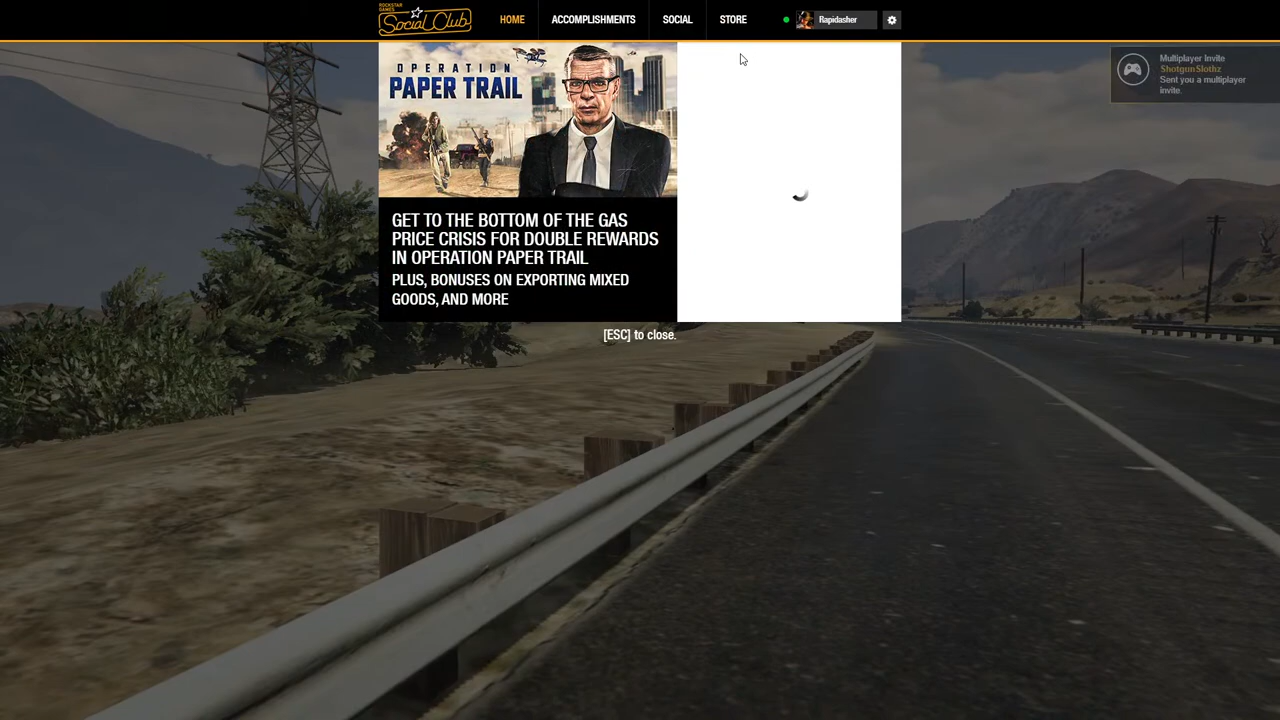 ROCKSTAR
GAMES
Social Club
HOME
ACCOMPLISHMENTS
SOCIAL
STORE
Rapidasher
Multiplayer Invite
ShotgunSlothz
Sent you a multiplayer
invite.
OPERATION
PAPER TRAIL
GET TO THE BOTTOM OF THE GAS
PRICE CRISIS FOR DOUBLE REWARDS
IN OPERATION PAPER TRAIL
PLUS, BONUSES ON EXPORTING MIXED
GOODS, AND MORE
[ESC] to close.